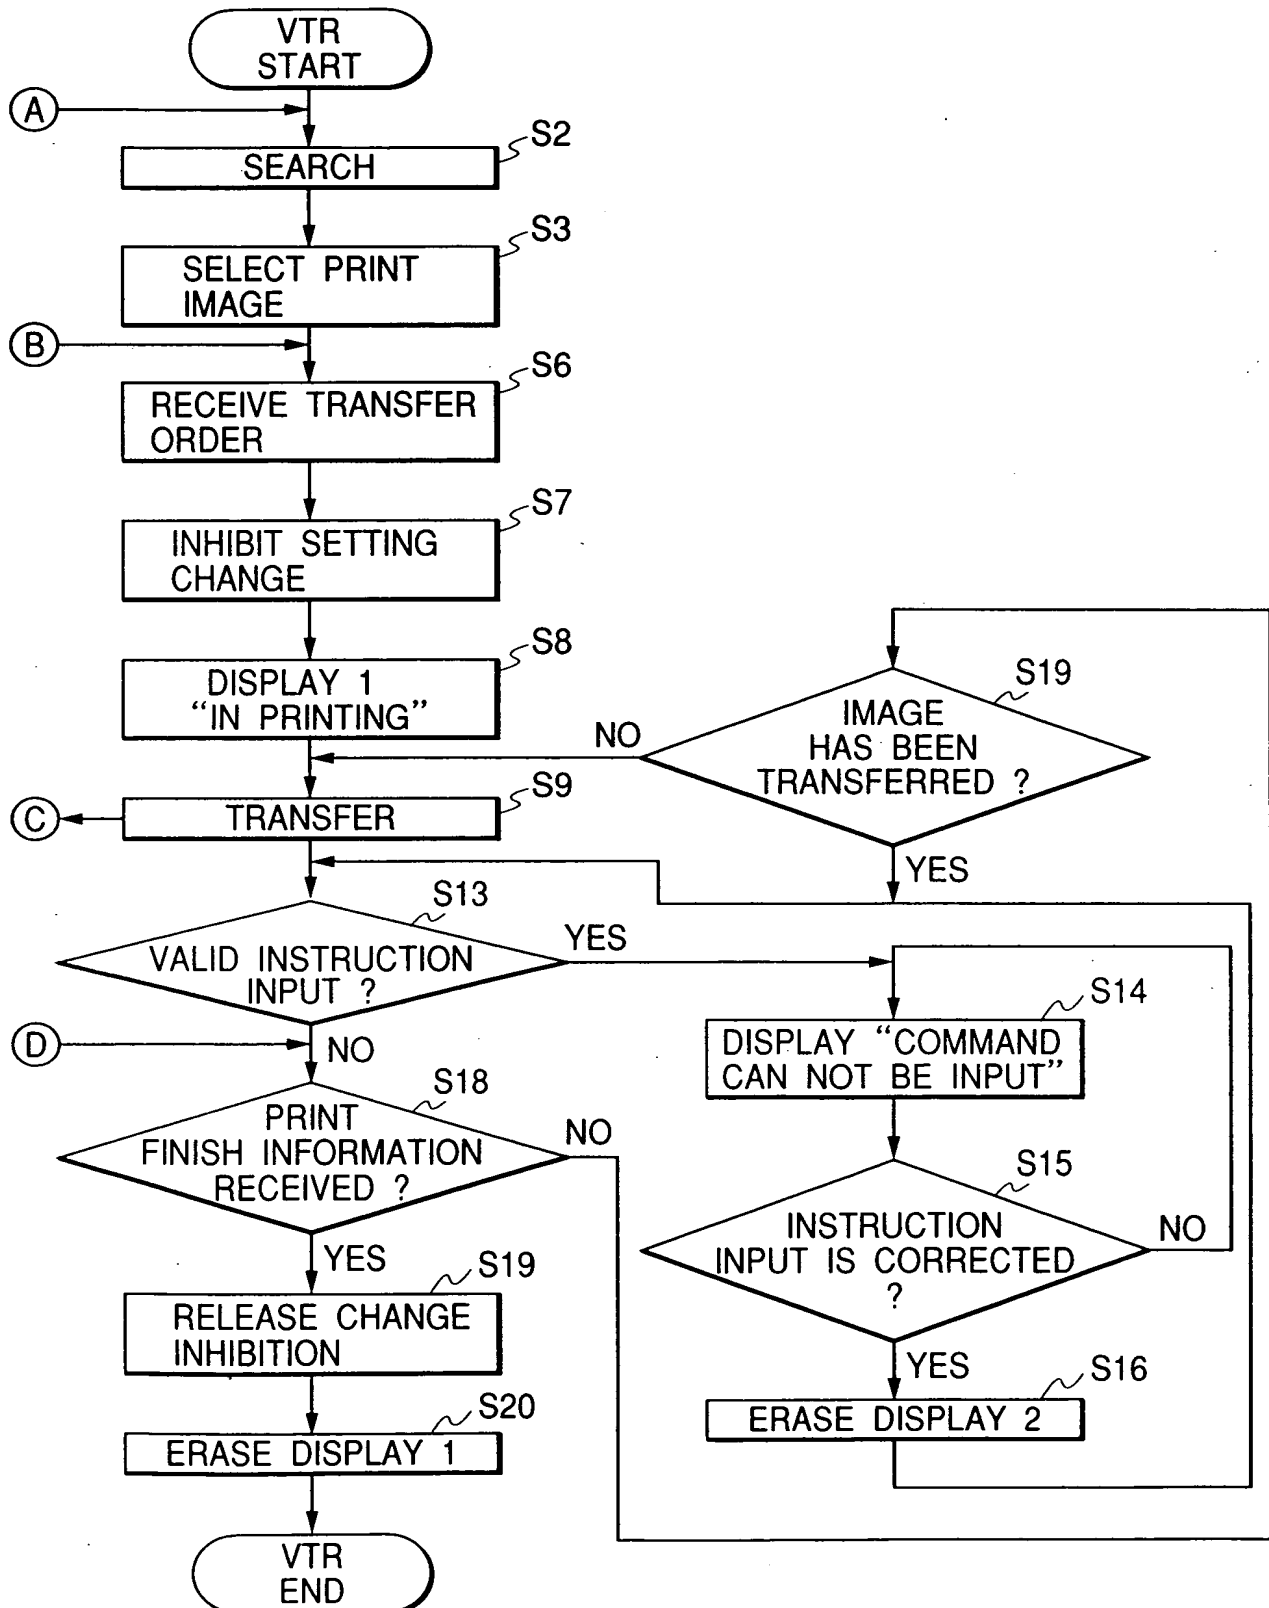 VTR
START
A
S2
SEARCH
S3
SELECT PRINT
IMAGE
B
S6
RECEIVE TRANSFER
ORDER
S7
INHIBIT SETTING
CHANGE
S8
DISPLAY 1
“IN PRINTING”
S19
IMAGE
HAS BEEN
TRANSFERRED ?
NO
YES
S9
TRANSFER
C
S13
VALID INSTRUCTION
INPUT ?
YES
NO
S14
DISPLAY “COMMAND
CAN NOT BE INPUT”
D
S18
PRINT
FINISH INFORMATION
RECEIVED ?
NO
YES
S15
INSTRUCTION
INPUT IS CORRECTED
?
NO
YES
S19
RELEASE CHANGE
INHIBITION
S16
ERASE DISPLAY 2
S20
ERASE DISPLAY 1
VTR
END